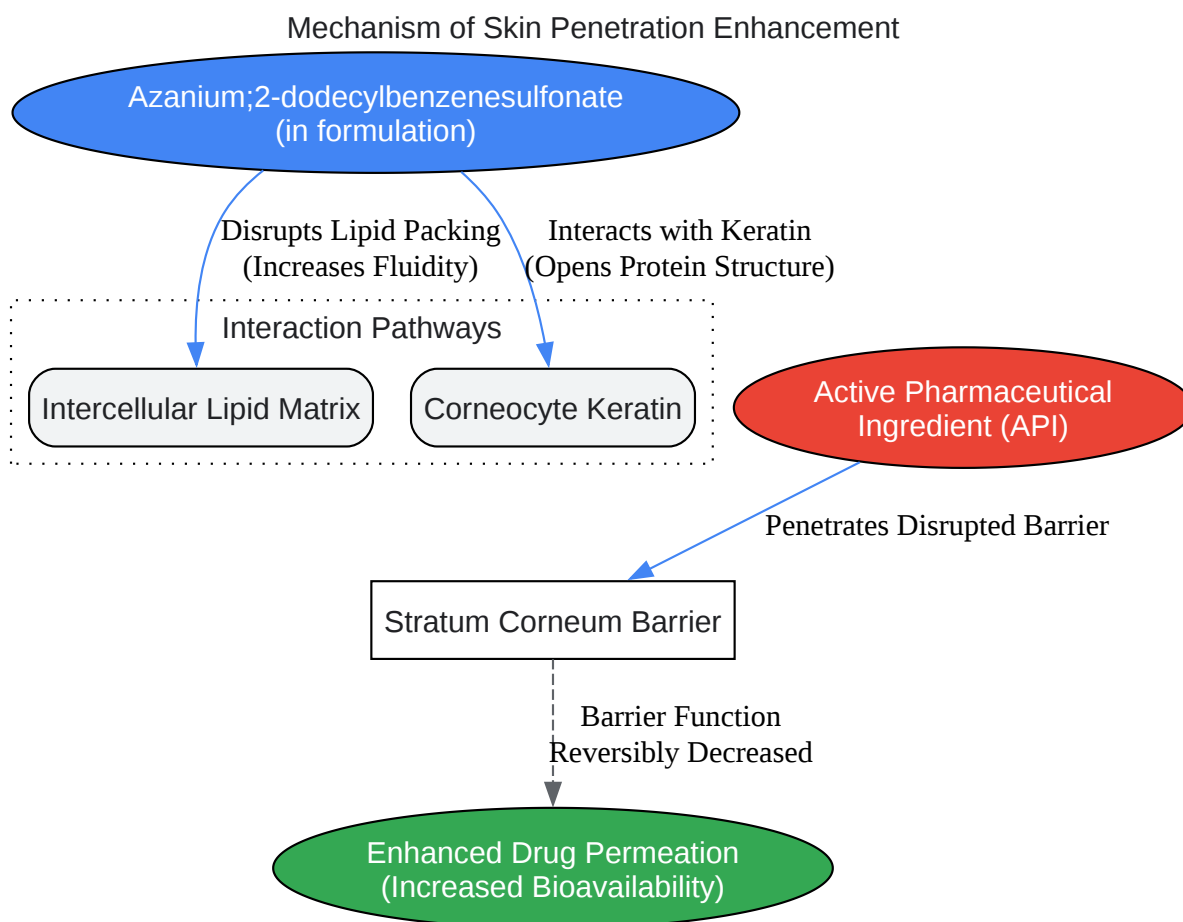 Mechanism of Skin Penetration Enhancement
Azanium;2-dodecylbenzenesulfonate
(in formulation)
Disrupts Lipid Packing
(Increases Fluidity)
Interacts with Keratin
(Opens Protein Structure)
Interaction Pathways
Intercellular Lipid Matrix
Corneocyte Keratin
Active Pharmaceutical
Ingredient (API)
Penetrates Disrupted Barrier
Stratum Corneum Barrier
Barrier Function
Reversibly Decreased
Enhanced Drug Permeation
(Increased Bioavailability)